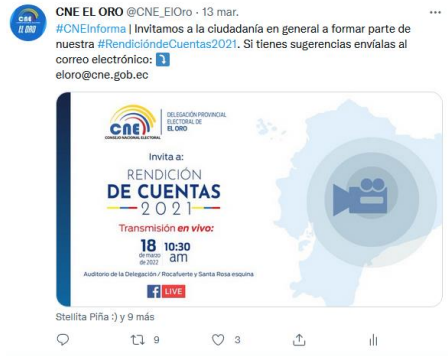 CNE EL ORO @CNE_ElOro · 13 mar.
#CNEInforma | Invitamos a la ciudadanía en general a formar parte de
nuestra #RendicióndeCuentas2021. Si tienes sugerencias envíalas al
correo electrónico:
eloro@cne.gob.ec
CNE
EL ORO
CNE
CONSEJO NACIONAL ELECTORAL
DELEGACIÓN PROVINCIAL
ELECTORAL DE
EL ORO
Invita a:
RENDICIÓN
DE CUENTAS
2021
Transmisión en vivo:
18 10:30
de marzo
de 2022 am
Auditorio de la Delegación / Rocafuerte y Santa Rosa esquina
f LIVE
Stellita Piña :) y 9 más
9 3